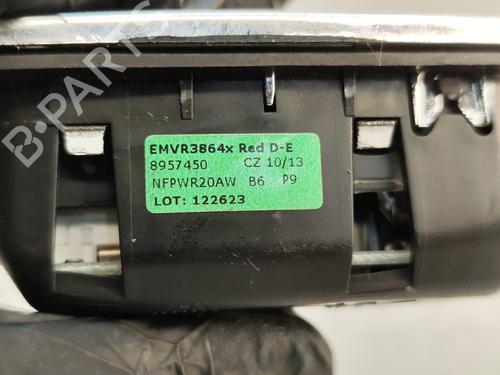 B-PARTS
EMVR3864x Red D-E
8957450 CZ 10/13
NFPWR20AW B6 P9
LOT: 122623